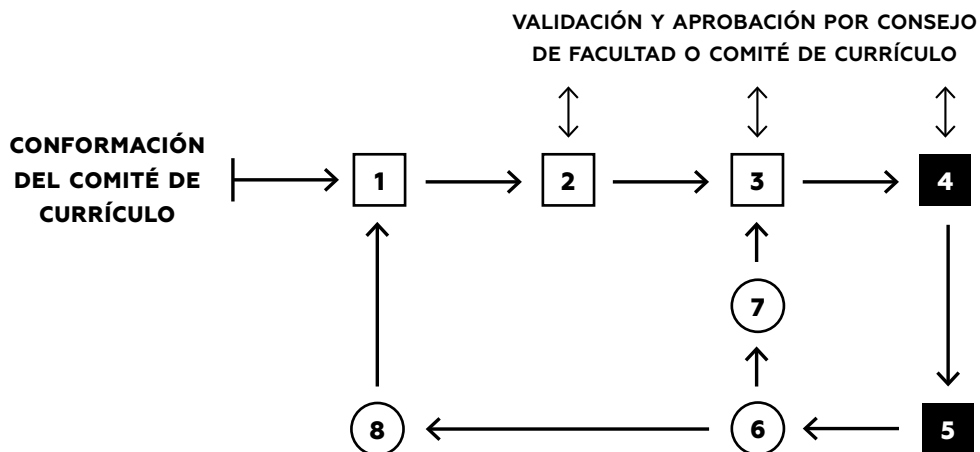 VALIDACIÓN Y APROBACIÓN POR CONSEJO
DE FACULTAD O COMITÉ DE CURRÍCULO
CONFORMACIÓN
DEL COMITÉ DE
CURRÍCULO
1
2
3
4
7
8
6
5